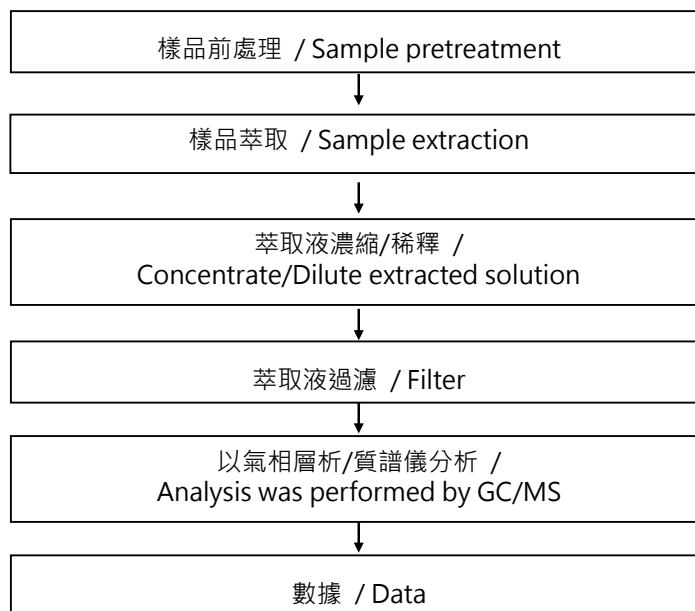 樣品前處理 / Sample pretreatment
樣品萃取 / Sample extraction
萃取液濃縮/稀釋 /
Concentrate/Dilute extracted solution
萃取液過濾 / Filter
以氣相層析/質譜儀分析 /
Analysis was performed by GC/MS
數據 / Data